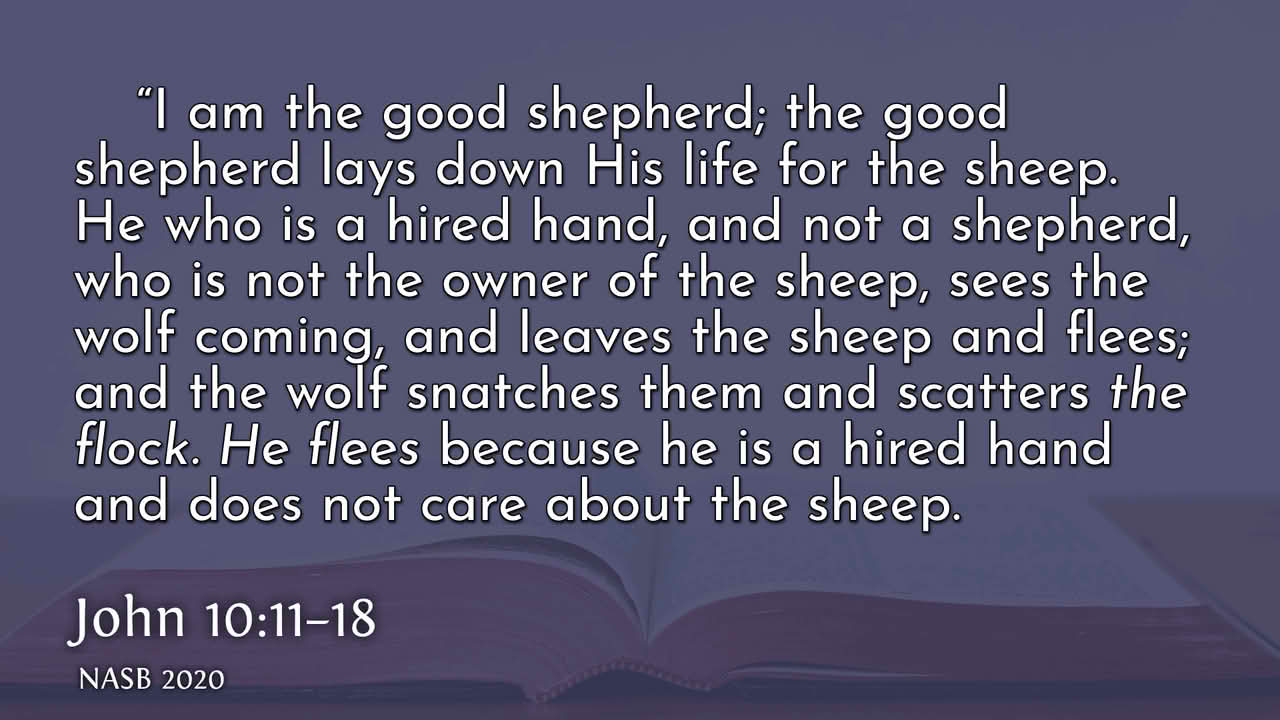 “I am the good shepherd; the good
shepherd lays down His life for the sheep.
He who is a hired hand, and not a shepherd,
who is not the owner of the sheep, sees the
wolf coming, and leaves the sheep and flees;
and the wolf snatches them and scatters the
flock. He flees because he is a hired hand
and does not care about the sheep.
John 10:11–18
NASB 2020